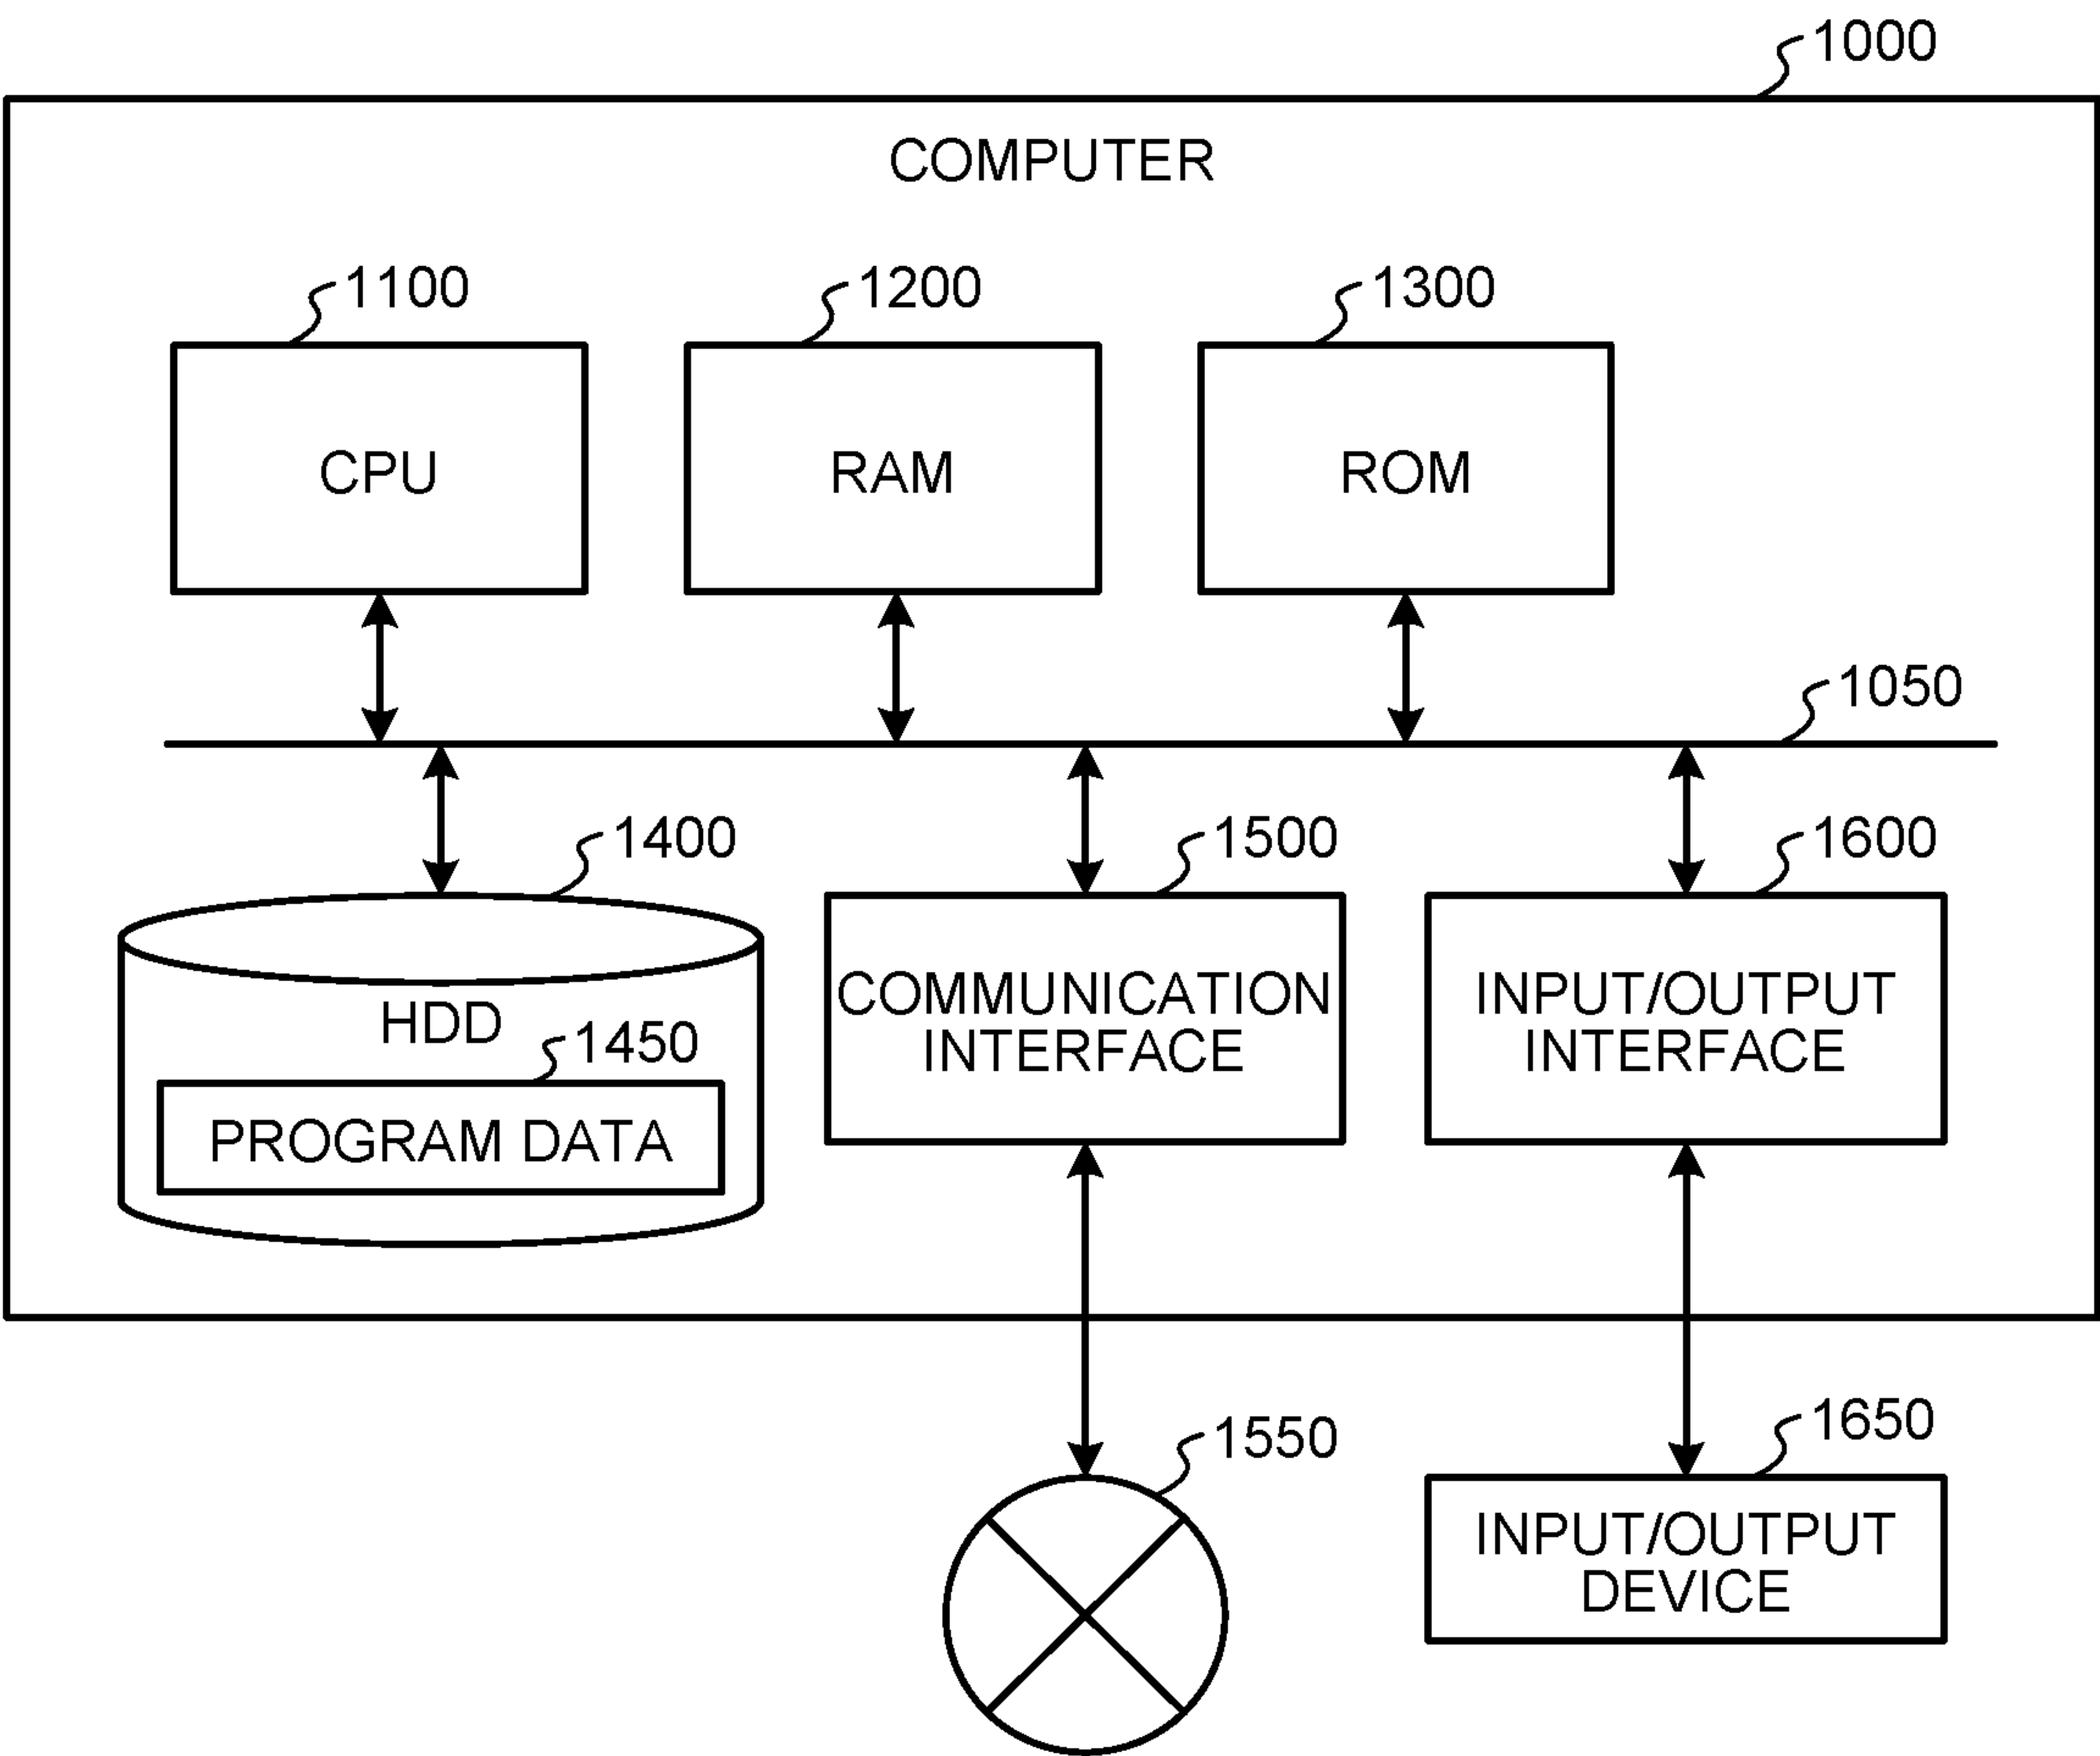 1000
COMPUTER
1100
1200
1300
CPU
RAM
ROM
1050
1400
1500
1600
HDD
1450
PROGRAM DATA
COMMUNICATION
INTERFACE
INPUT/OUTPUT
INTERFACE
1550
1650
INPUT/OUTPUT
DEVICE